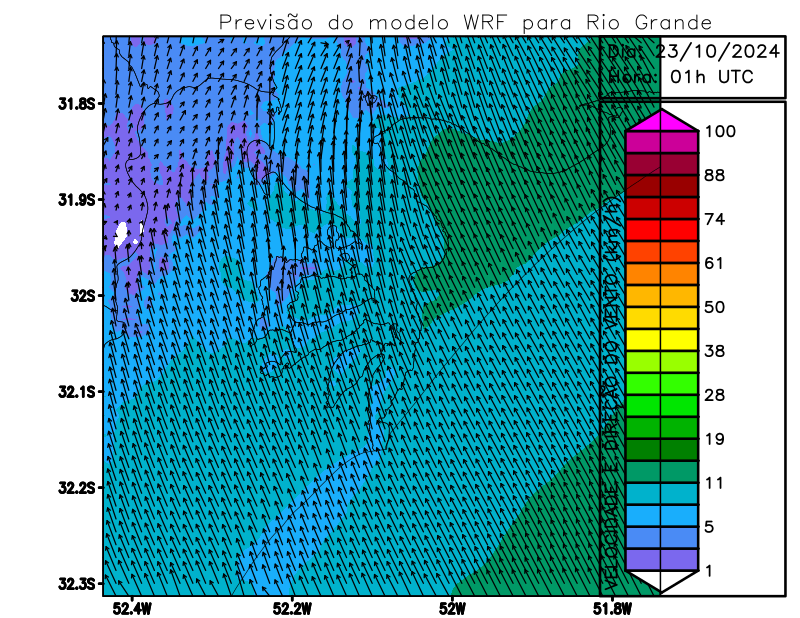 Previsão do modelo WRF para Rio Grande
Dia: 23/10/2024
Hora: 01h UTC
31.8S
31.9S
32S
32.1S
32.2S
32.3S
52.4W
52.2W
52W
51.8W
VELOCIDADE E DIREÇÃO DO VENTO (km/h)
100
88
74
61
50
38
28
19
11
5
1